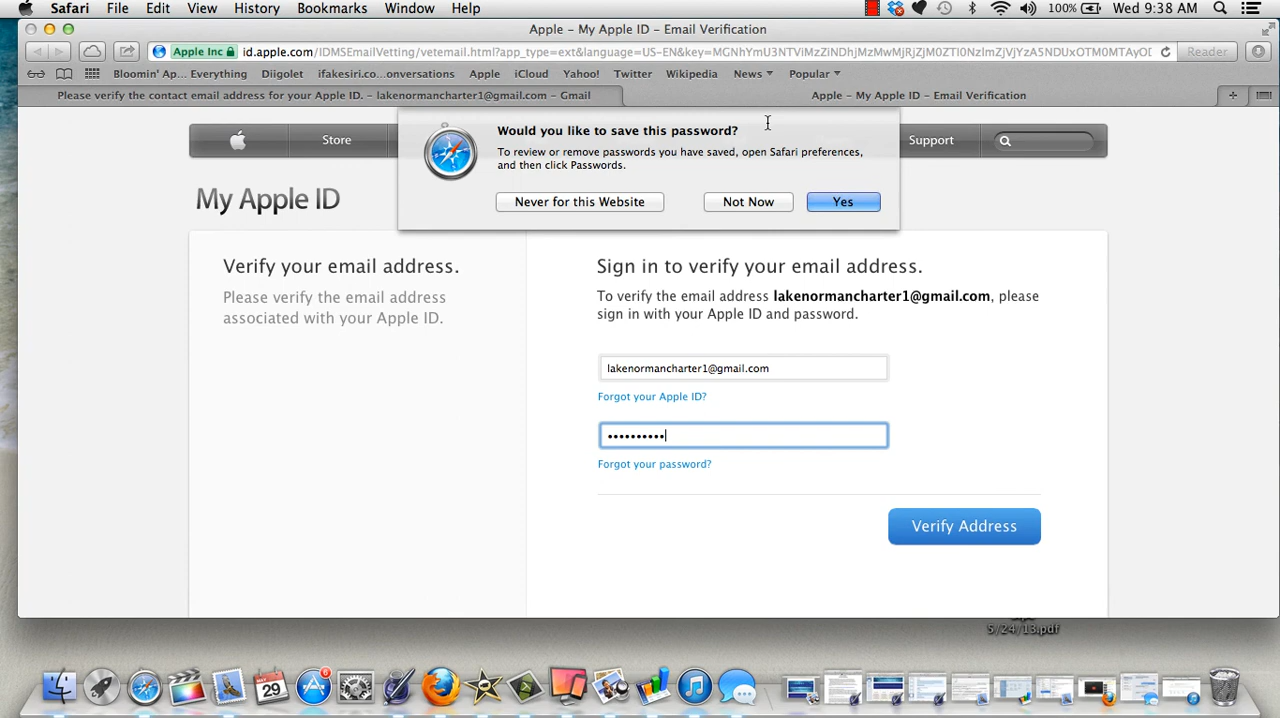 Safari File Edit View History Bookmarks Window Help 100% Wed 9:38 AM
Apple – My Apple ID – Email Verification
Apple Inc id.apple.com/IDMSEmailVetting/vetemail.html?app_type=ext&language=US-EN&key= Reader
Bloomin' Ap... Everything Diigolet ifakesiri.co...onversations Apple iCloud Yahoo! Twitter Wikipedia News Popular
Please verify the contact email address for your Apple ID. – lakenormancharter1@gmail.com – Gmail Apple – My Apple ID – Email Verification
Store Support
Would you like to save this password?
To review or remove passwords you have saved, open Safari preferences,
and then click Passwords.
Never for this Website Not Now Yes
My Apple ID
Verify your email address.
Please verify the email address
associated with your Apple ID.
Sign in to verify your email address.
To verify the email address lakenormancharter1@gmail.com, please
sign in with your Apple ID and password.
lakenormancharter1@gmail.com
Forgot your Apple ID?
••••••••••
Forgot your password?
Verify Address
5/24/13.pdf
29
6